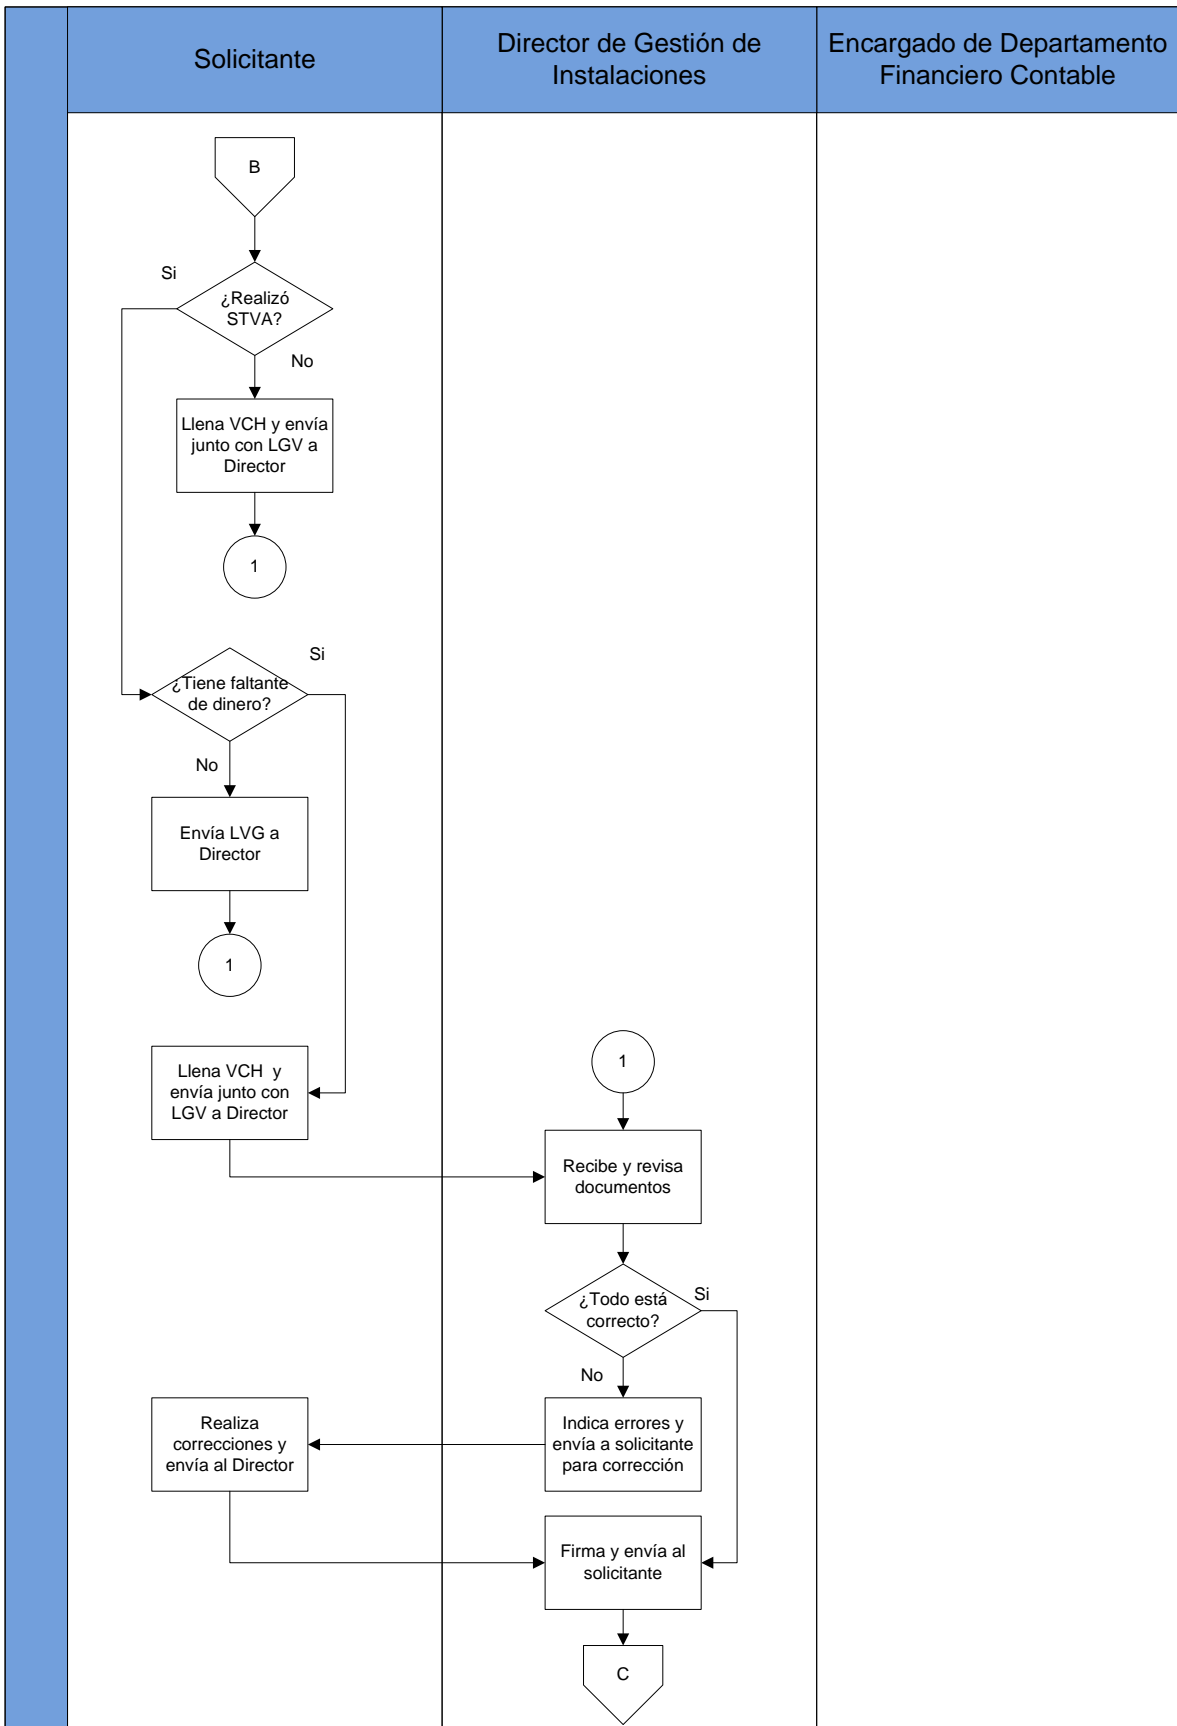 Solicitante
Director de Gestión de
Instalaciones
Encargado de Departamento
Financiero Contable
B
Si
¿Realizó
STVA?
No
Llena VCH y envía
junto con LGV a
Director
1
Si
¿Tiene faltante
de dinero?
No
Envía LVG a
Director
1
Llena VCH y
envía junto con
LGV a Director
1
Recibe y revisa
documentos
¿Todo está
correcto?
Si
No
Realiza
correcciones y
envía al Director
Indica errores y
envía a solicitante
para corrección
Firma y envía al
solicitante
C